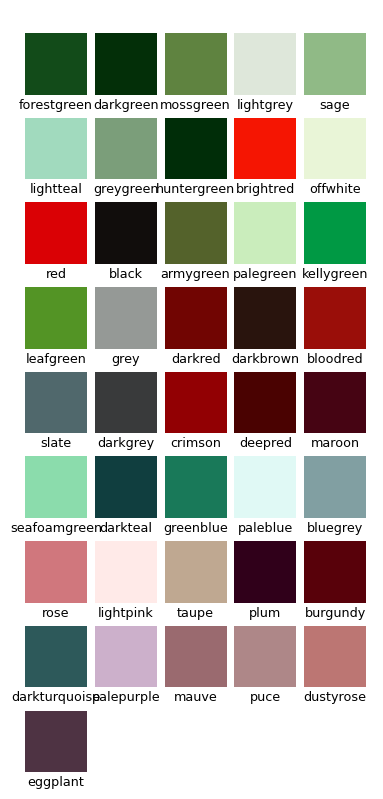 forestgreen darkgreen mossgreen lightgrey sage
lightteal greygreen huntergreen brightred offwhite
red black armygreen palegreen kellygreen
leafgreen grey darkred darkbrown bloodred
slate darkgrey crimson deepred maroon
seafoamgreen darkteal greenblue paleblue bluegrey
rose lightpink taupe plum burgundy
darkturquoise palepurple mauve puce dustyrose
eggplant